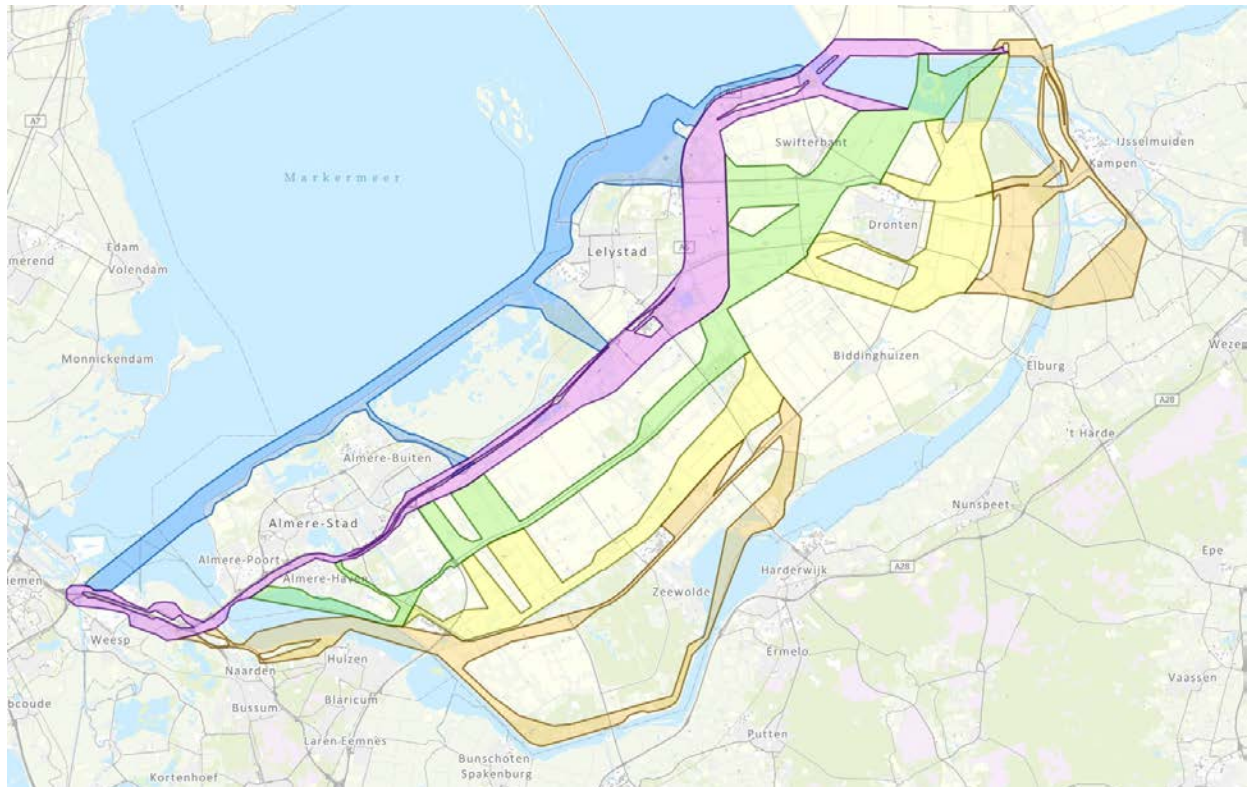 A7
IJsselmuiden
Swifterbant
Kampen
Markermeer
Dronten
Edam
merend
Volendam
Lelystad
A6
Monnickendam
Biddinghuizen
Wezeg
Elburg
A28
't Harde
Almere-Buiten
Nunspeet
Almere-Stad
Epe
Almere-Poort
Harderwijk
A28
iemen
Almere-Haven
Zeewolde
Weesp
Ermelo
Huizen
Naarden
Vaassen
Blaricum
bcoude
Bussum
Putten
Laren Eemnes
Bunschoten
Spakenburg
Kortenhoef